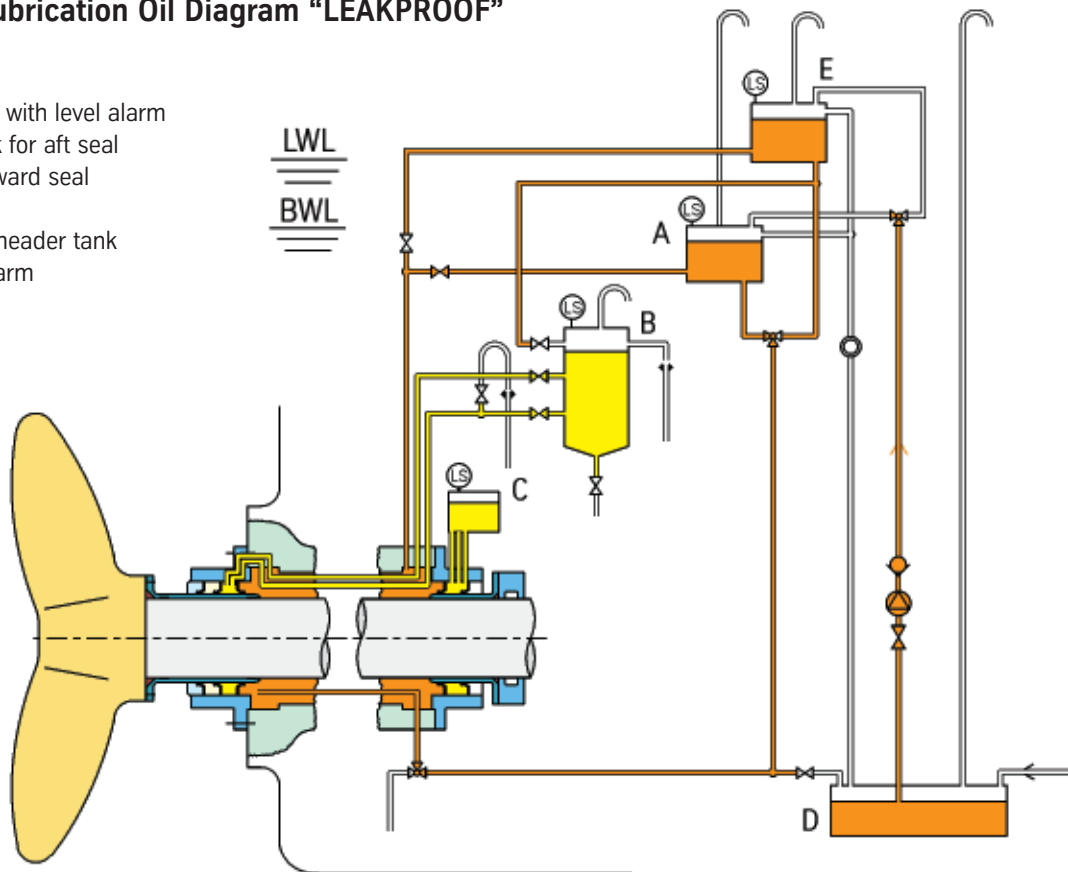 ubrication Oil Diagram “LEAKPROOF”
with level alarm
for aft seal
ward seal
header tank
arm
LWL
BWL
LS
E
LS
A
LS
B
LS
C
D